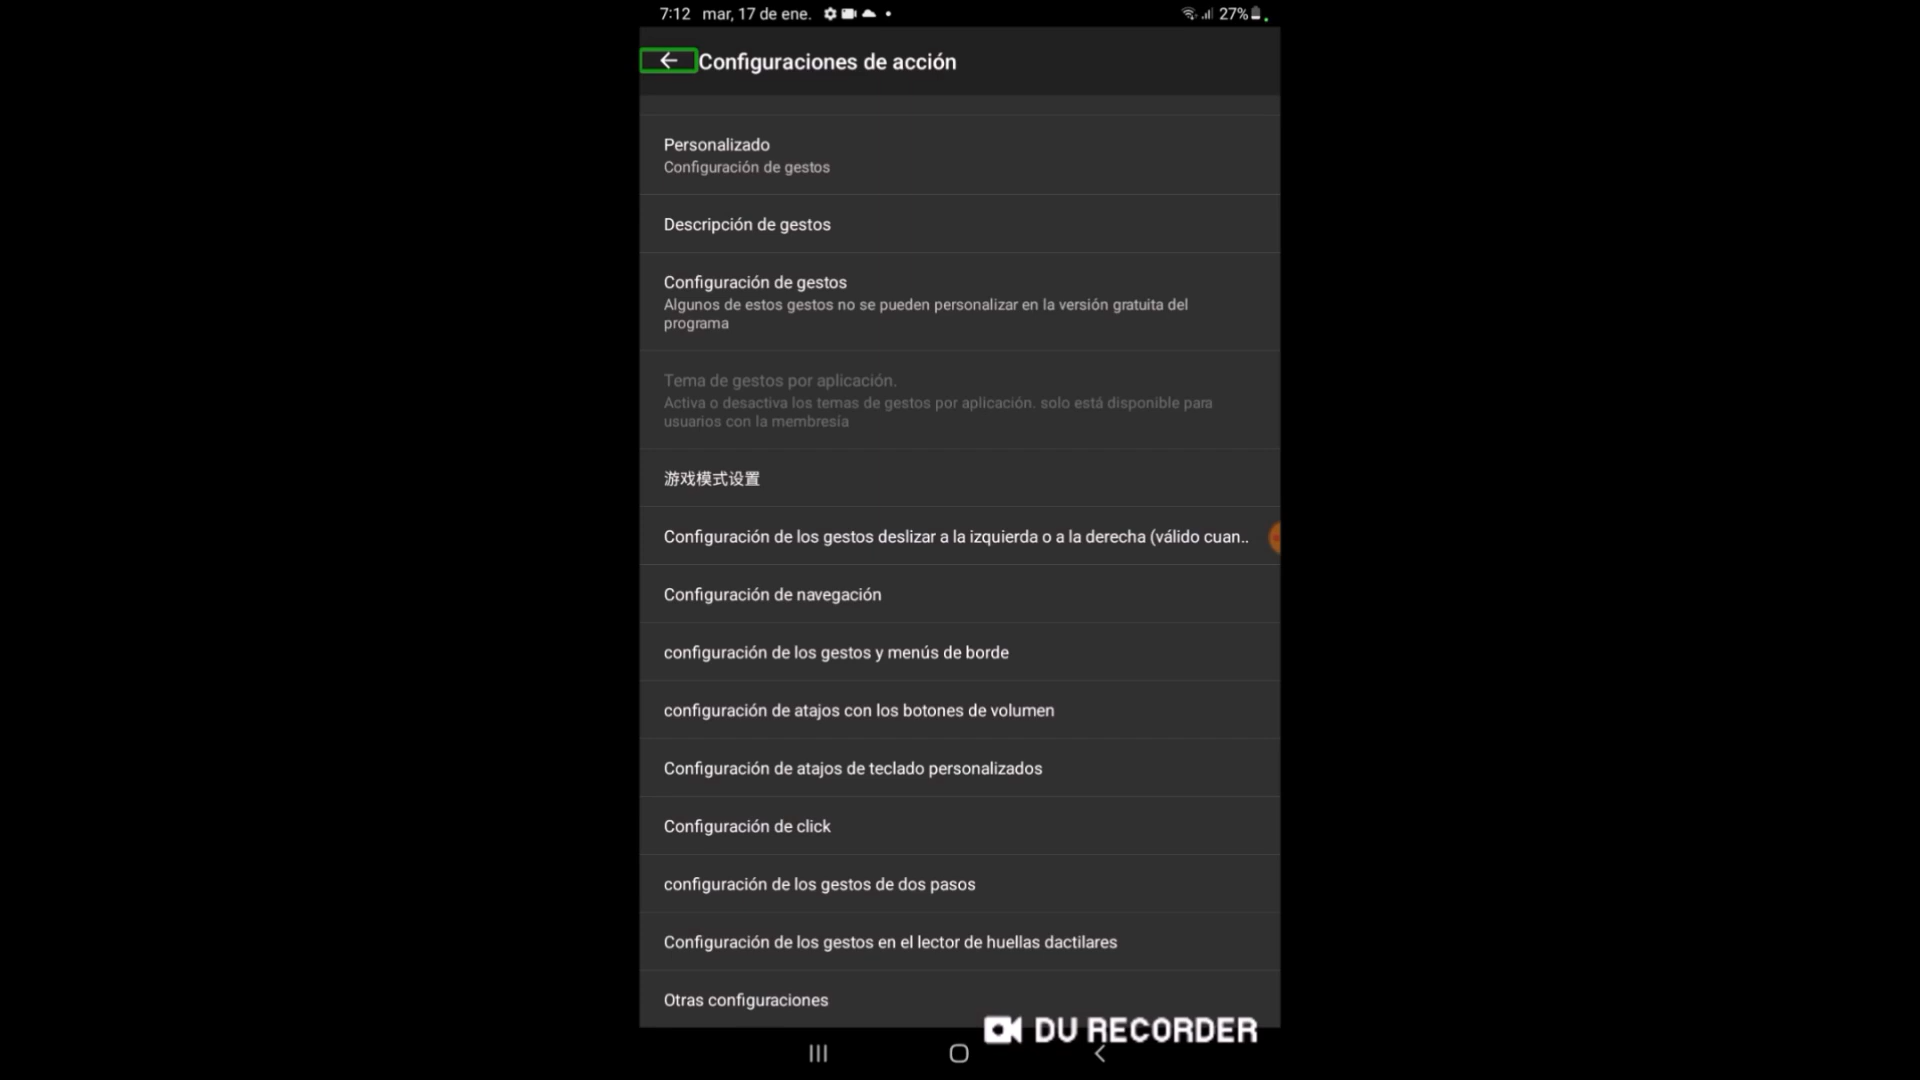 7:12 mar, 17 de ene. 27%
Configuraciones de acción
Personalizado
Configuración de gestos
Descripción de gestos
Configuración de gestos
Algunos de estos gestos no se pueden personalizar en la versión gratuita del
programa
Tema de gestos por aplicación.
Activa o desactiva los temas de gestos por aplicación. solo está disponible para
usuarios con la membresía
游戏模式设置
Configuración de los gestos deslizar a la izquierda o a la derecha (válido cuan..
Configuración de navegación
configuración de los gestos y menús de borde
configuración de atajos con los botones de volumen
Configuración de atajos de teclado personalizados
Configuración de click
configuración de los gestos de dos pasos
Configuración de los gestos en el lector de huellas dactilares
Otras configuraciones
DU RECORDER